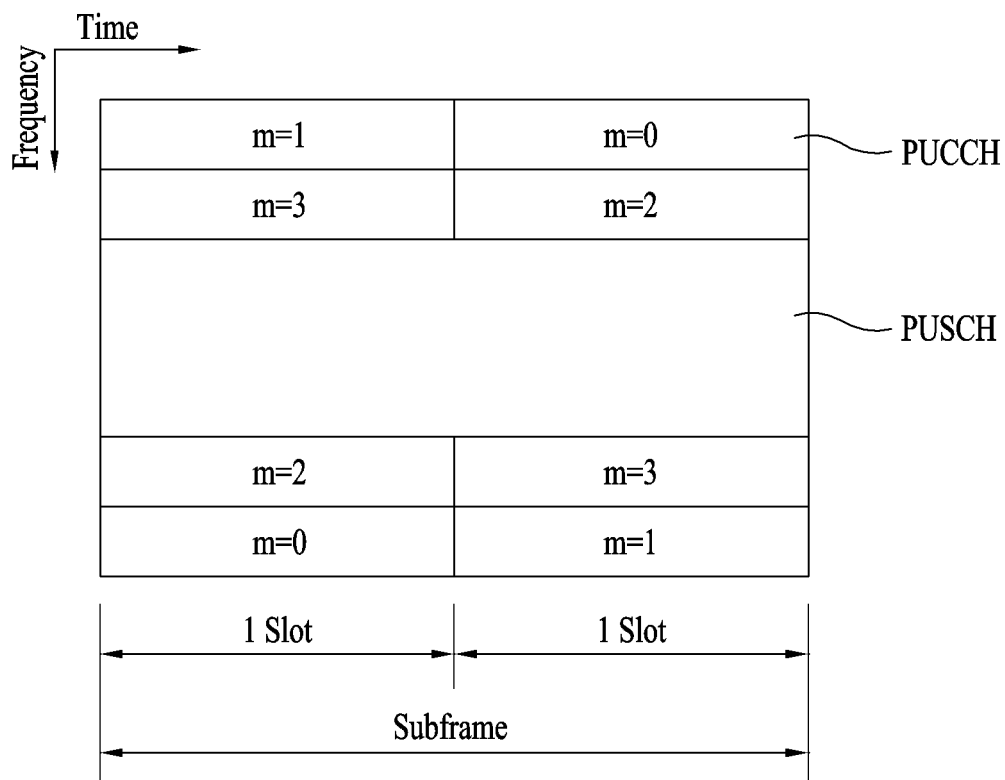 Time
Frequency
m=1 m=0
PUCCH
m=3 m=2
PUSCH
m=2 m=3
m=0 m=1
1 Slot 1 Slot
Subframe